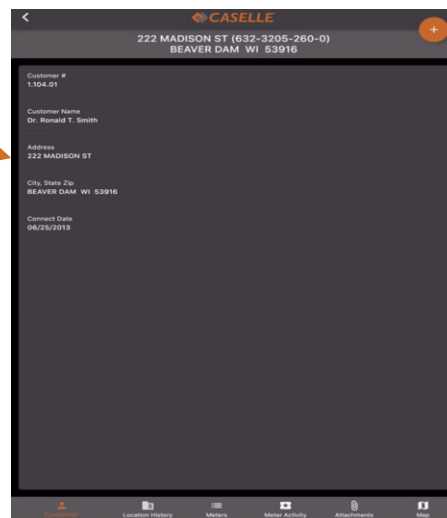 CASELLE
222 MADISON ST (632-3205-260-0)
BEAVER DAM WI 53916
Customer #
1.104.01
Customer Name
Dr. Ronald T. Smith
Address
222 MADISON ST
City, State Zip
BEAVER DAM WI 53916
Connect Date
06/25/2013
Customer
Location History
Meters
Meter Activity
Attachments
Map